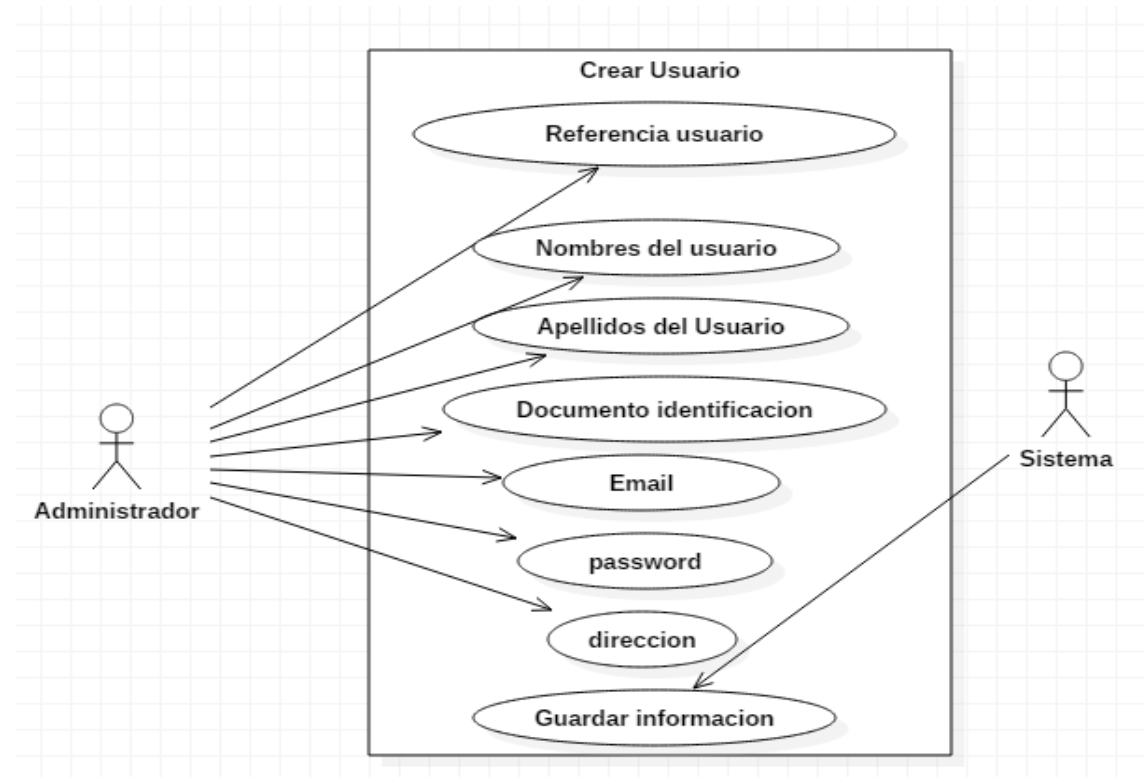 Crear Usuario
Referencia usuario
Nombres del usuario
Apellidos del Usuario
Documento identificacion
Email
password
direccion
Guardar informacion
Administrador
Sistema